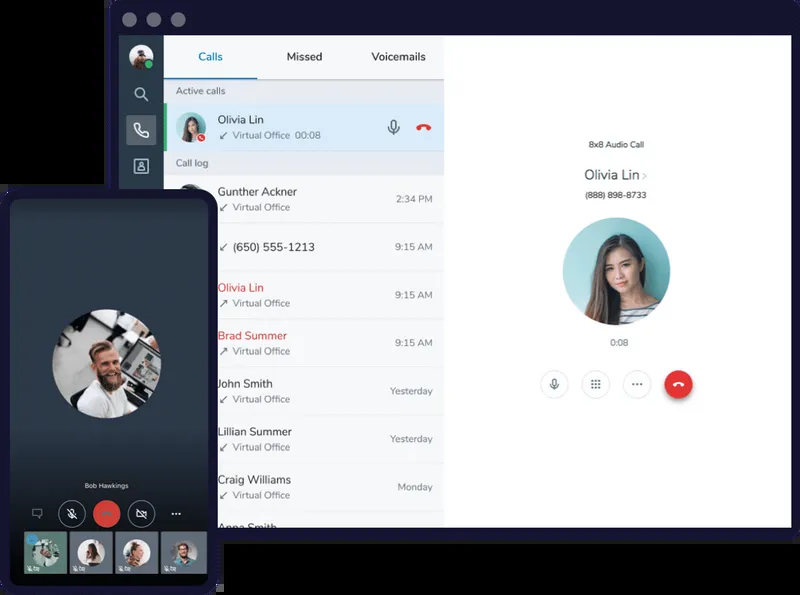 Calls Missed Voicemails
Active calls
Olivia Lin
Virtual Office 00:08
Call log
Gunther Ackner
Virtual Office
2:34 PM
(650) 555-1213
9:15 AM
Olivia Lin
Virtual Office
9:15 AM
Brad Summer
Virtual Office
9:15 AM
John Smith
Virtual Office
Yesterday
Lillian Summer
Virtual Office
Yesterday
Craig Williams
Virtual Office
Monday
Anna Smith
8x8 Audio Call
Olivia Lin
(888) 898-8733
0:08
Bob Hawkings